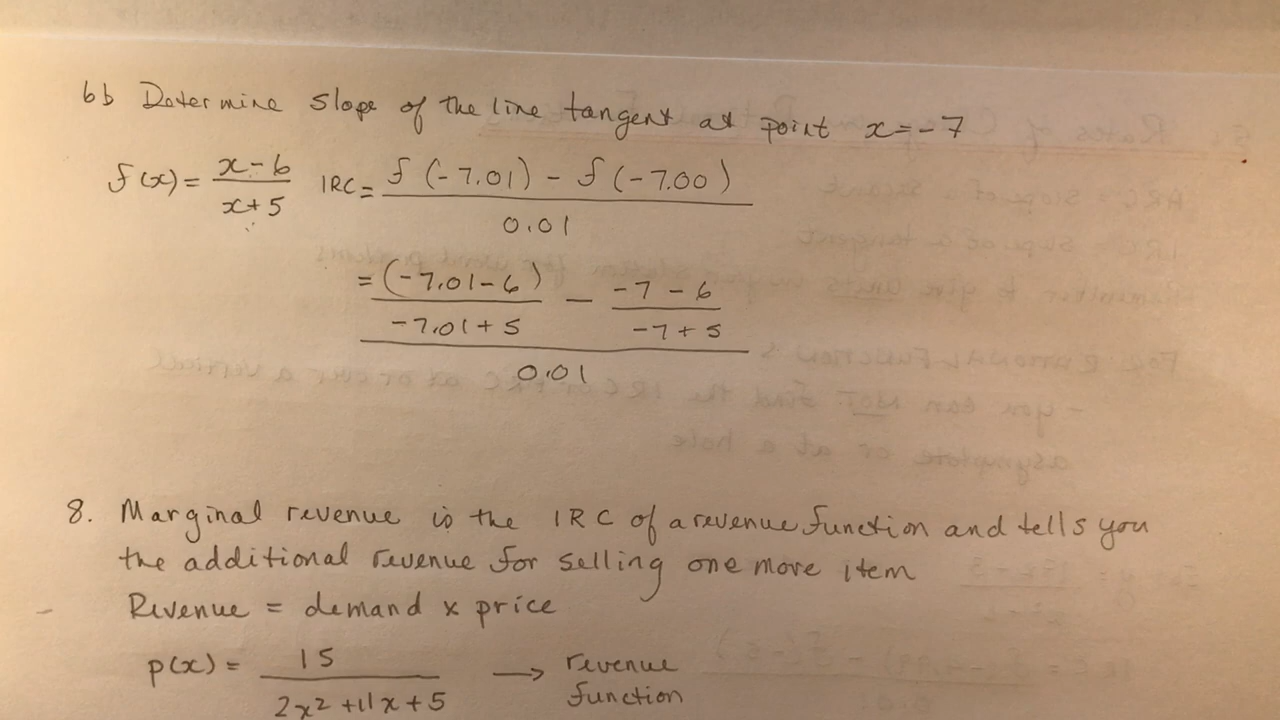 6b Determine slope of the line tangent at point x=-7
f(x)= x-6 / x+5 IRC= f(-7.01) - f(-7.00) / 0.01
= (-7.01-6) / -7.01+5 - -7-6 / -7+5
0.01
8. Marginal revenue is the IRC of a revenue function and tells you
the additional revenue for selling one more item
Revenue = demand x price
p(x)= 15 / 2x²+11x+5 → revenue
function